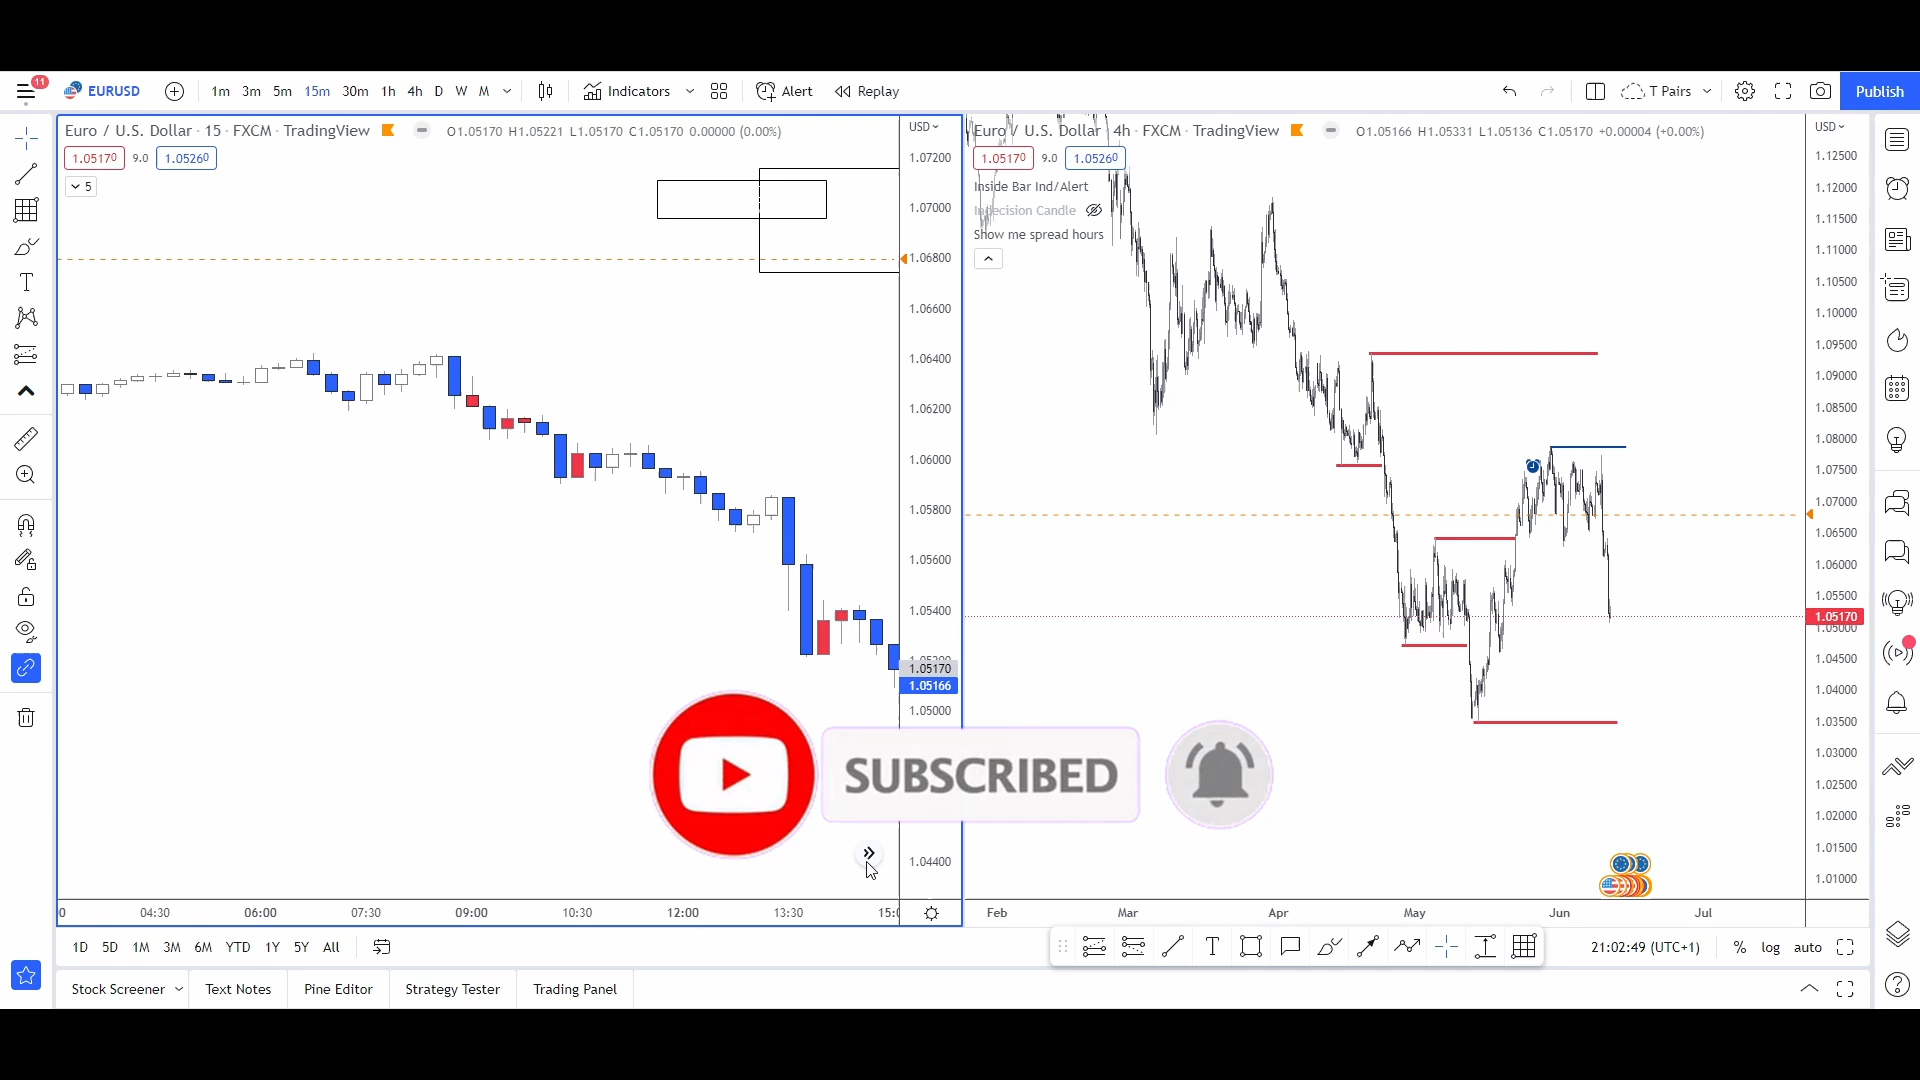 11
EURUSD
1m 3m 5m 15m 30m 1h 4h D W M
Indicators
Alert
Replay
T Pairs
Publish
Euro / U.S. Dollar · 15 · FXCM · TradingView
O1.05170 H1.05221 L1.05170 C1.05170 0.00000 (0.00%)
1.05170 9.0 1.05260
5
USD
1.07200
1.07000
1.06800
1.06600
1.06400
1.06200
1.06000
1.05800
1.05600
1.05400
1.05170
1.05166
1.05000
1.04400
04:30 06:00 07:30 09:00 10:30 12:00 13:30
Euro / U.S. Dollar 4h · FXCM · TradingView
O1.05166 H1.05331 L1.05136 C1.05170 +0.00004 (+0.00%)
1.05170 9.0 1.05260
Inside Bar Ind/Alert
Indecision Candle
Show me spread hours
USD
1.12500
1.12000
1.11500
1.11000
1.10500
1.10000
1.09500
1.09000
1.08500
1.08000
1.07500
1.07000
1.06500
1.06000
1.05500
1.05170
1.05000
1.04500
1.04000
1.03500
1.03000
1.02500
1.02000
1.01500
1.01000
Feb Mar Apr May Jun Jul
SUBSCRIBED
1D 5D 1M 3M 6M YTD 1Y 5Y All
21:02:49 (UTC+1)
% log auto
Stock Screener
Text Notes
Pine Editor
Strategy Tester
Trading Panel